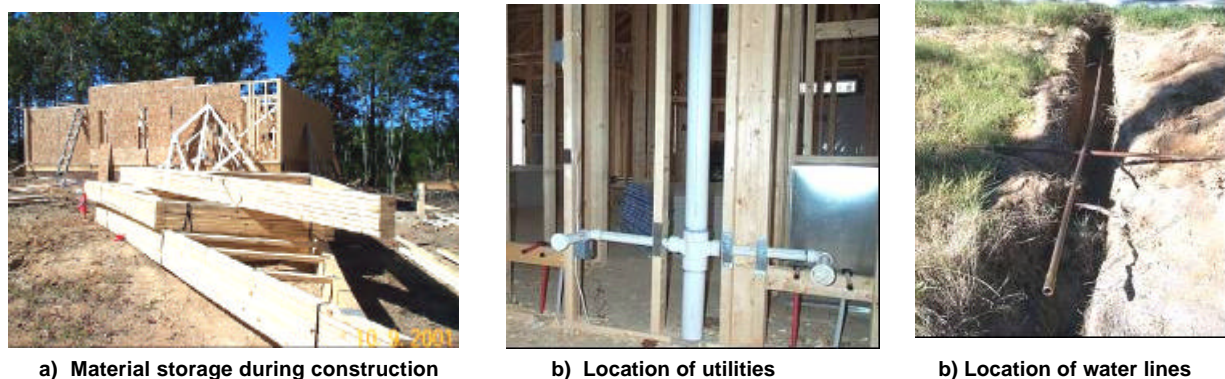 10 9 2001
a) Material storage during construction
b) Location of utilities
b) Location of water lines